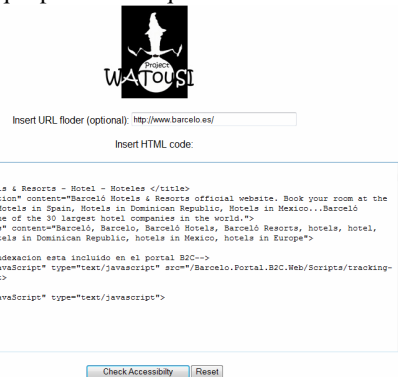 Project
WATOUSI
Insert URL floder (optional): http://www.barcelo.es/
Insert HTML code:
ls & Resorts - Hotel - Hoteles </title>
tion" content="Barceló Hotels & Resorts official website. Book your room at the
Hotels in Spain, Hotels in Dominican Republic, Hotels in Mexico...Barceló
ne of the 30 largest hotel companies in the world.">
s" content="Barceló, Barcelo, Barceló Hotels, Barceló Resorts, hotels, hotel,
tels in Dominican Republic, hotels in Mexico, hotels in Europe">
ndexacion esta incluido en el portal B2C-->
avaScript" type="text/javascript" src="/Barcelo.Portal.B2C.Web/Scripts/tracking-
t>
avaScript" type="text/javascript">
Check Accessibilty Reset